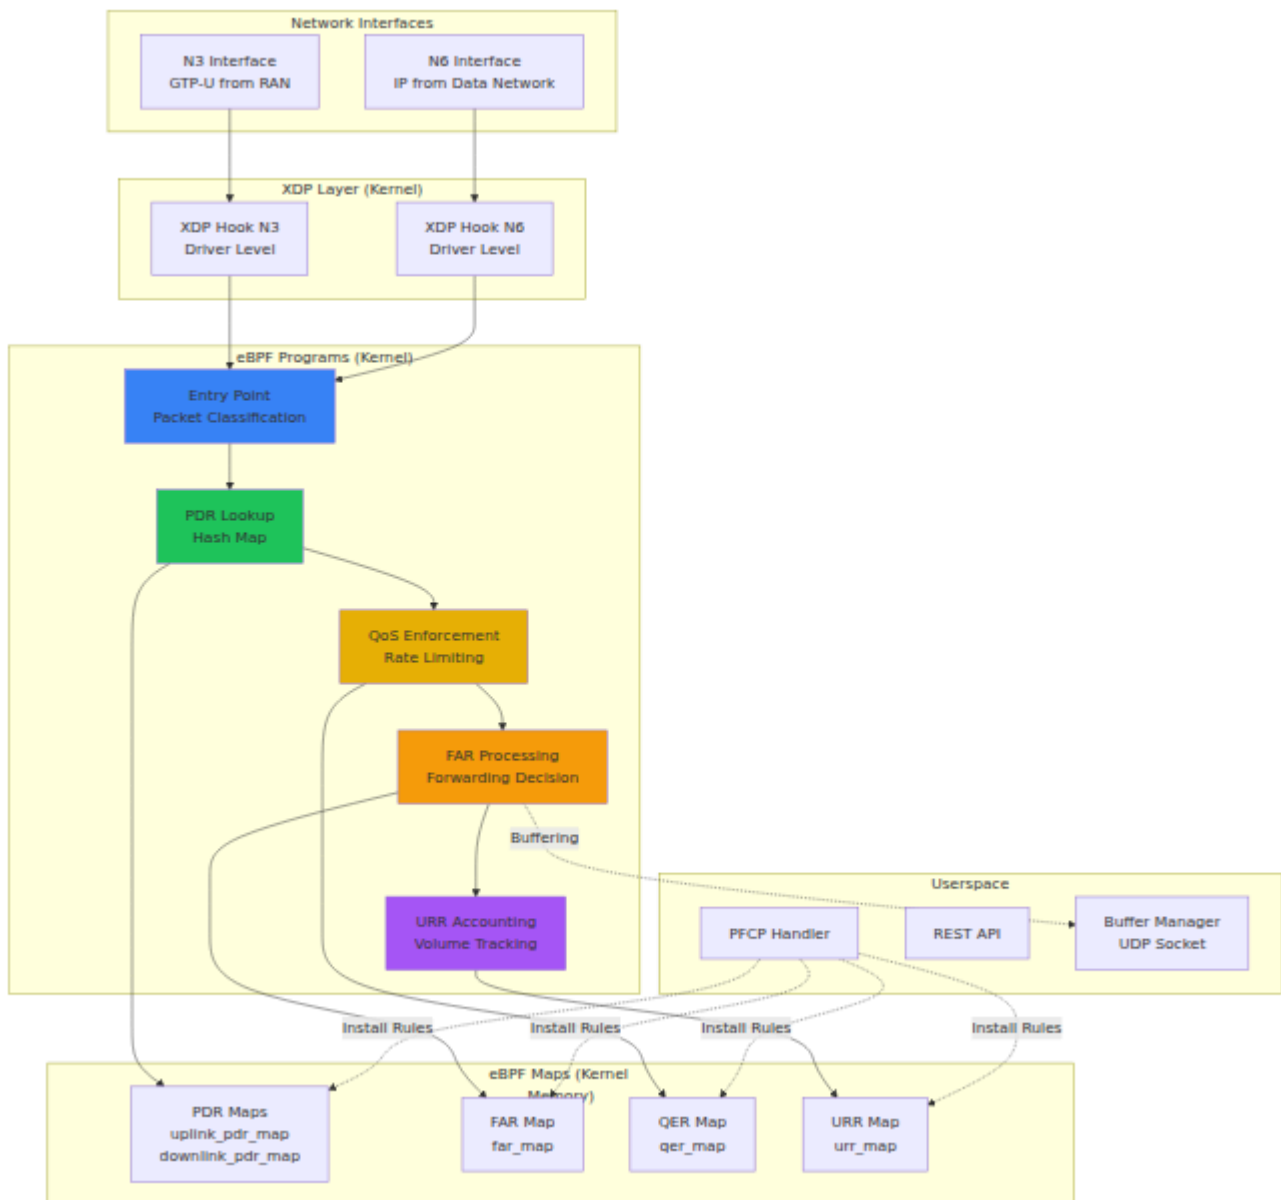 Network Interfaces
N3 Interface
GTP-U from RAN
N6 Interface
IP from Data Network
XDP Layer (Kernel)
XDP Hook N3
Driver Level
XDP Hook N6
Driver Level
eBPF Programs (Kernel)
Entry Point
Packet Classification
PDR Lookup
Hash Map
QoS Enforcement
Rate Limiting
FAR Processing
Forwarding Decision
Buffering
URR Accounting
Volume Tracking
Userspace
PFCP Handler
REST API
Buffer Manager
UDP Socket
Install Rules
Install Rules
Install Rules
Install Rules
eBPF Maps (Kernel
Memory)
PDR Maps
uplink_pdr_map
downlink_pdr_map
FAR Map
far_map
QER Map
qer_map
URR Map
urr_map